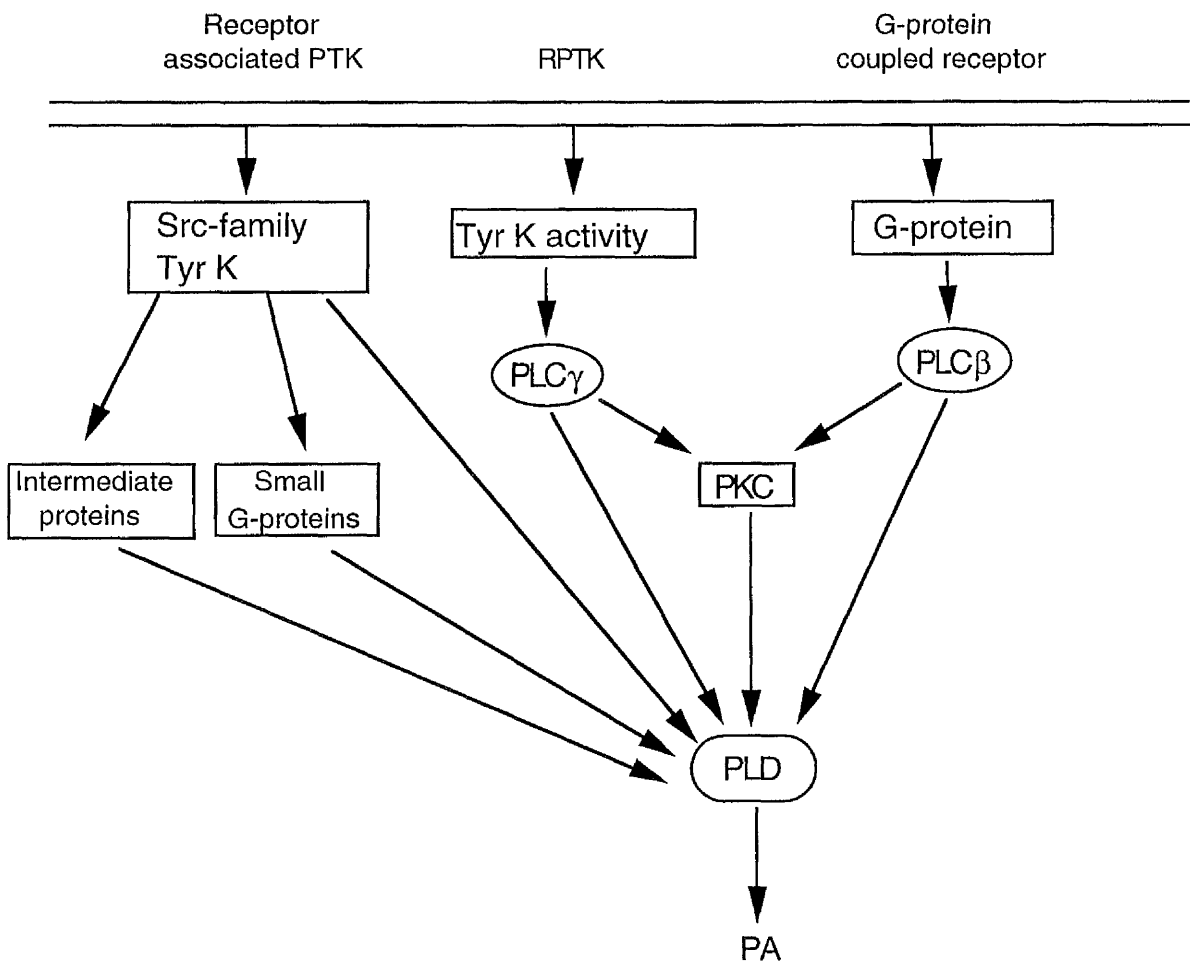 Receptor
associated PTK
RPTK
G-protein
coupled receptor
Src-family
Tyr K
Tyr K activity
G-protein
PLCγ
PLCβ
Intermediate
proteins
Small
G-proteins
PKC
PLD
PA